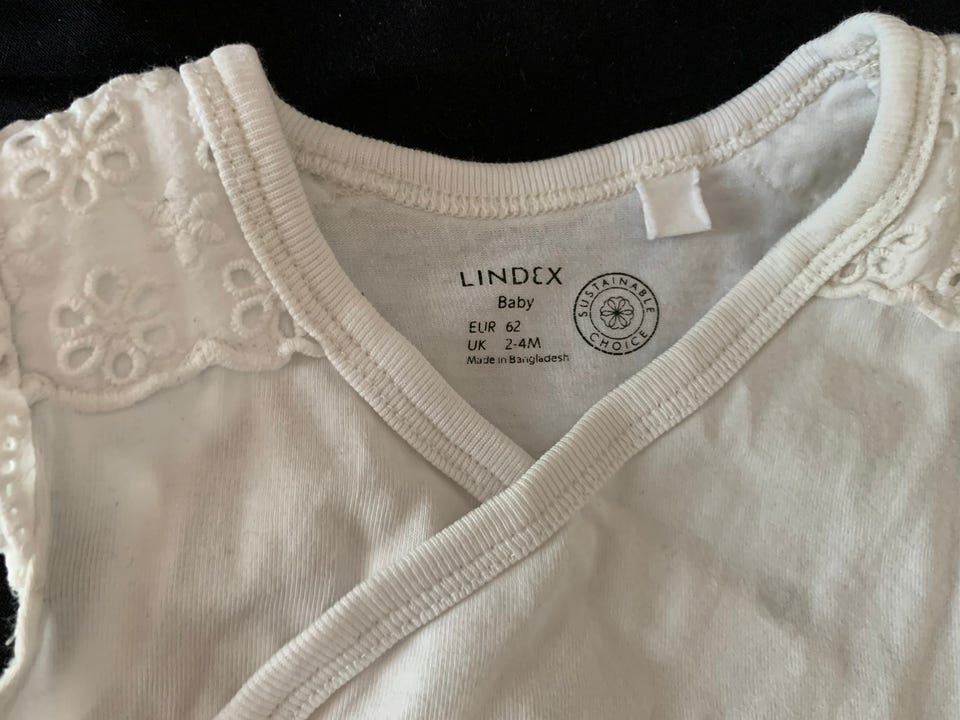 LINDEX
Baby
EUR 62
UK 2-4M
Made in Bangladesh
SUSTAINABLE
CHOICE